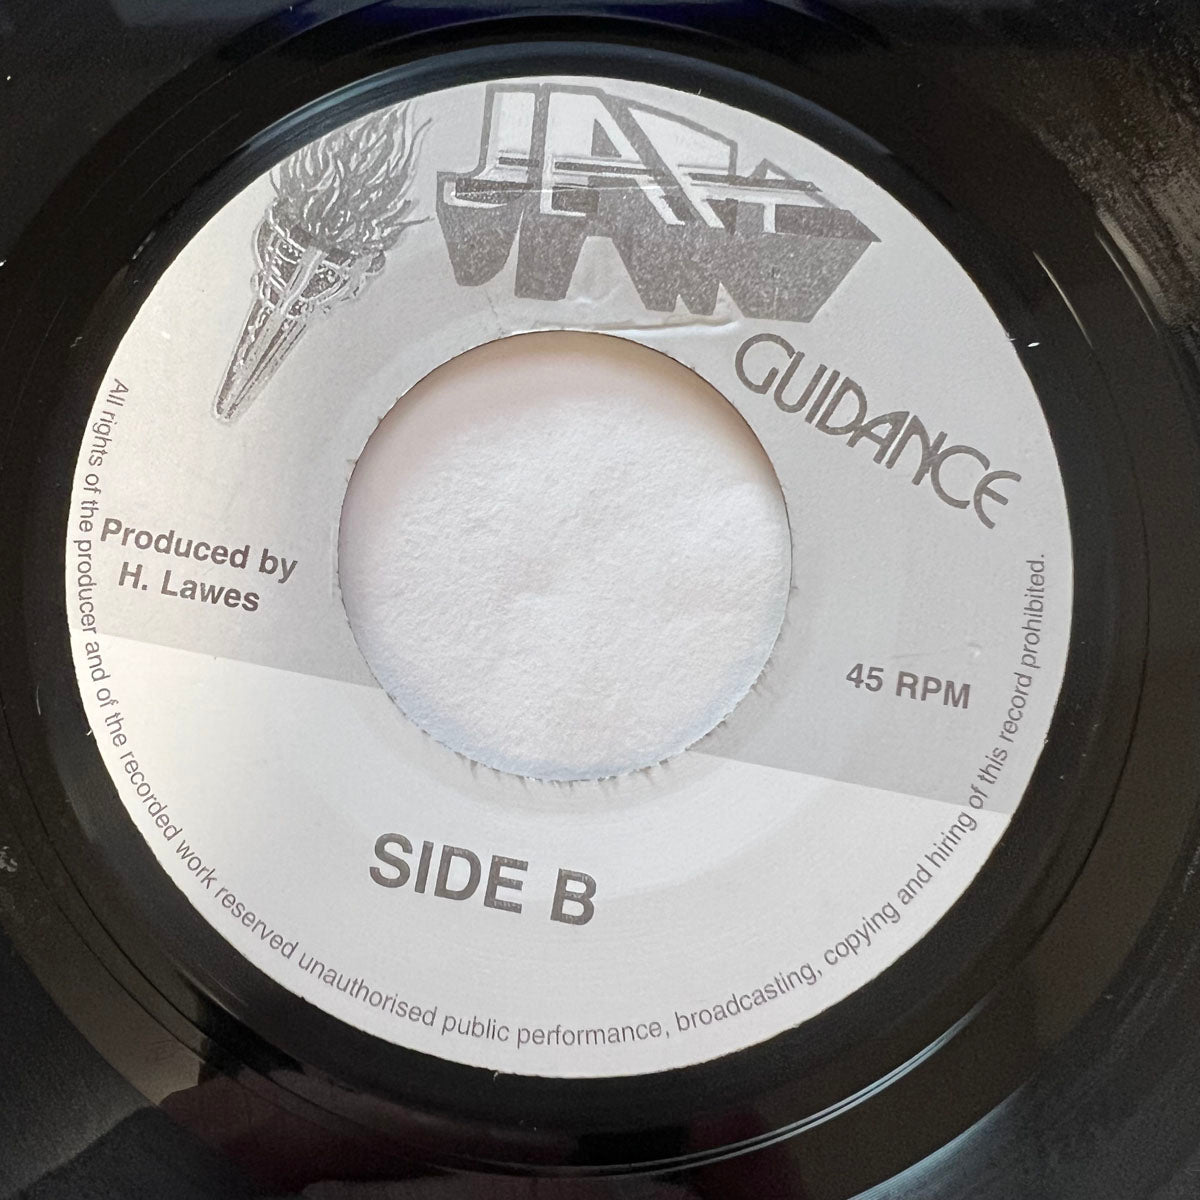 JAH
GUIDANCE
Produced by
H. Lawes
45 RPM
SIDE B
All rights of the producer and of the recorded work reserved unauthorised public performance, broadcasting, copying and hiring of this record prohibited.